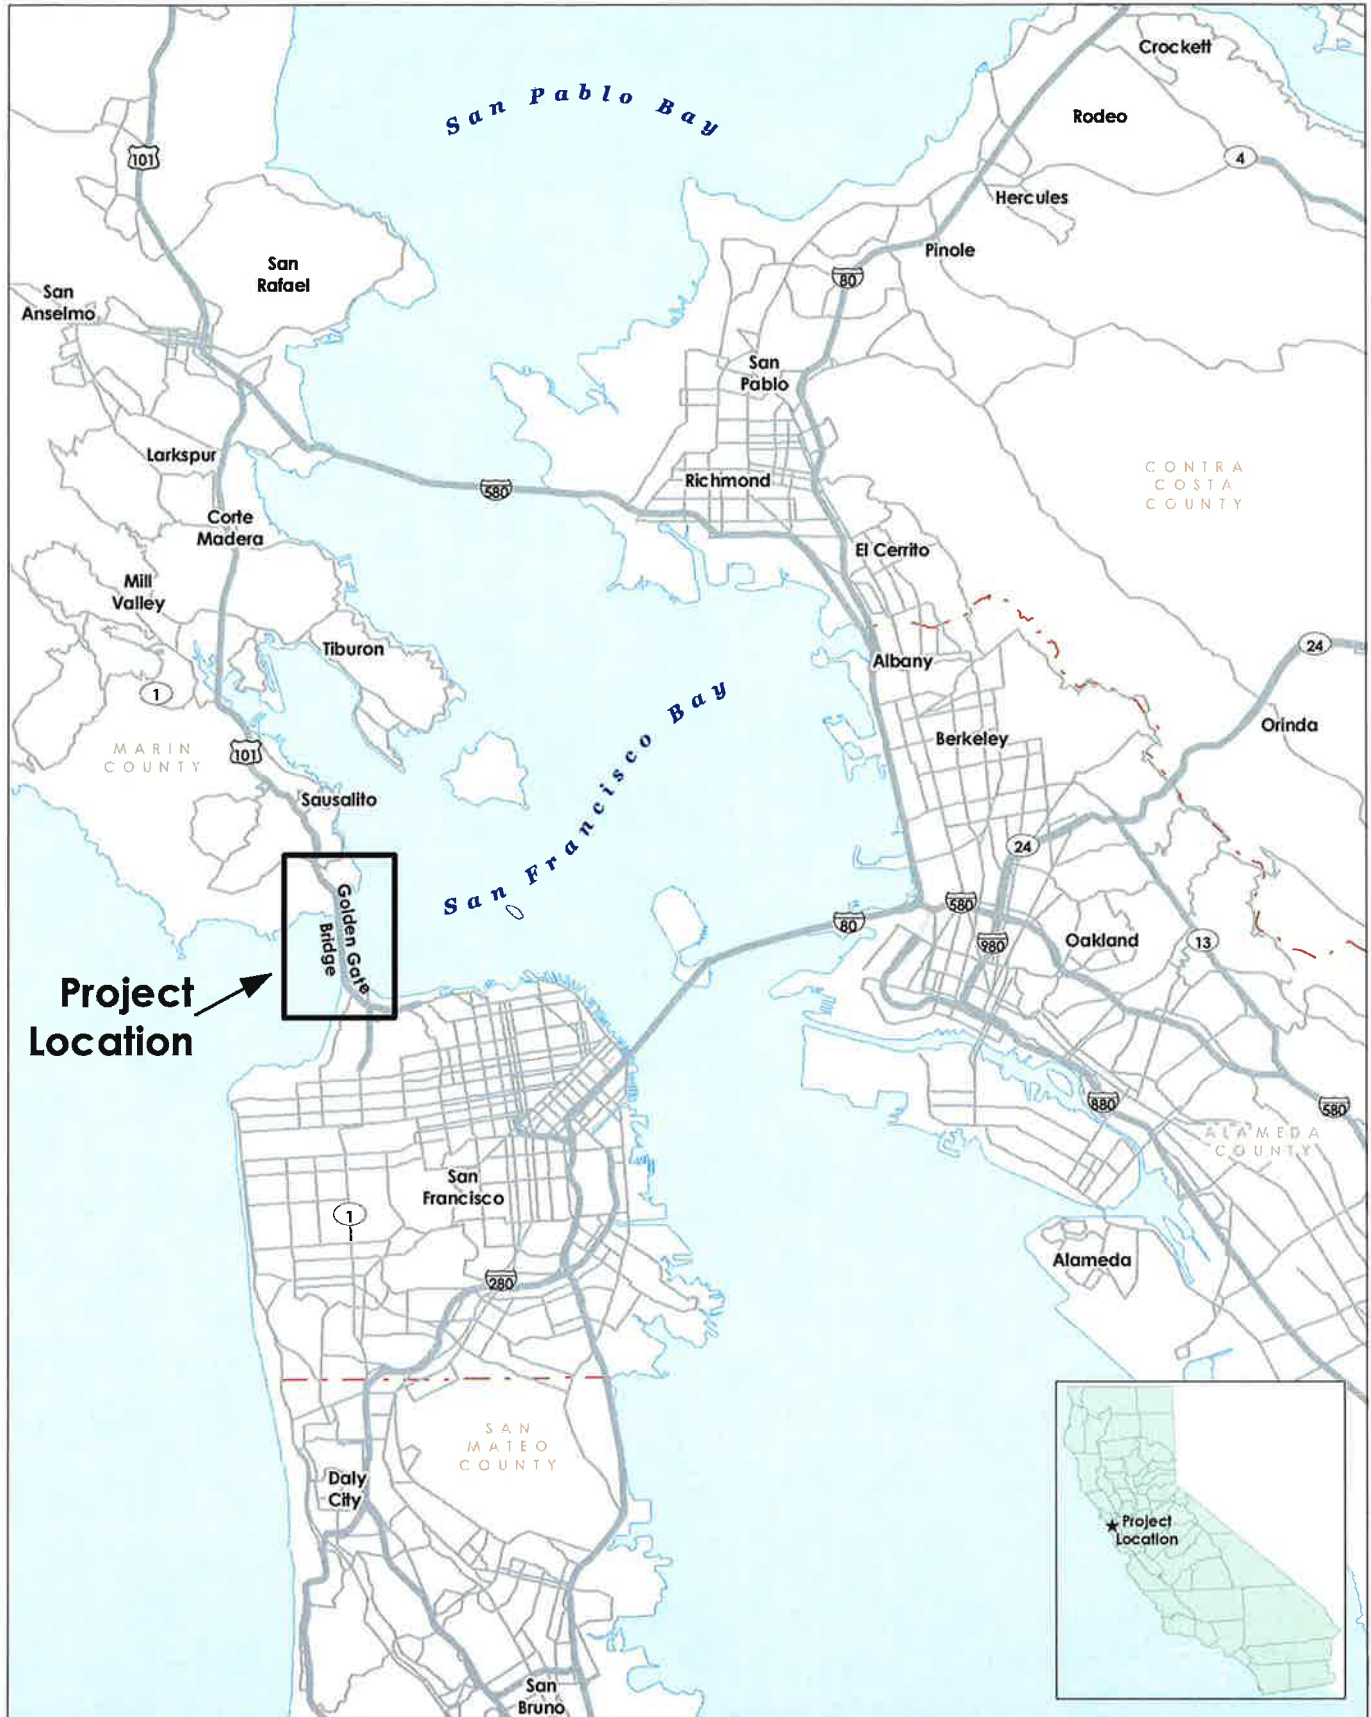 Crockett
San Pablo Bay
Rodeo
101
4
Hercules
Pinole
San
Rafael
80
San
Anselmo
San
Pablo
Larkspur
CONTRA
COSTA
COUNTY
Richmond
580
Corte
Madera
El Cerrito
Mill
Valley
Tiburon
24
Albany
1
San Francisco Bay
Orinda
Berkeley
MARIN
COUNTY
101
Sausalito
24
Golden Gate
Bridge
580
80
980
Oakland
13
Project
Location
880
580
ALAMEDA
COUNTY
San
Francisco
1
Alameda
280
SAN
MATEO
COUNTY
Daly
City
Project
Location
San
Bruno